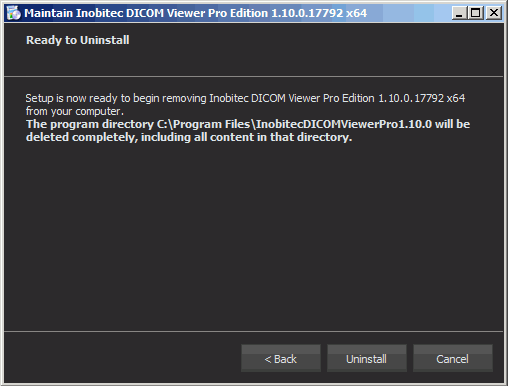 Maintain Inobitec DICOM Viewer Pro Edition 1.10.0.17792 x64
Ready to Uninstall
Setup is now ready to begin removing Inobitec DICOM Viewer Pro Edition 1.10.0.17792 x64
from your computer.
The program directory C:\Program Files\InobitecDICOMViewerPro1.10.0 will be
deleted completely, including all content in that directory.
< Back
Uninstall
Cancel